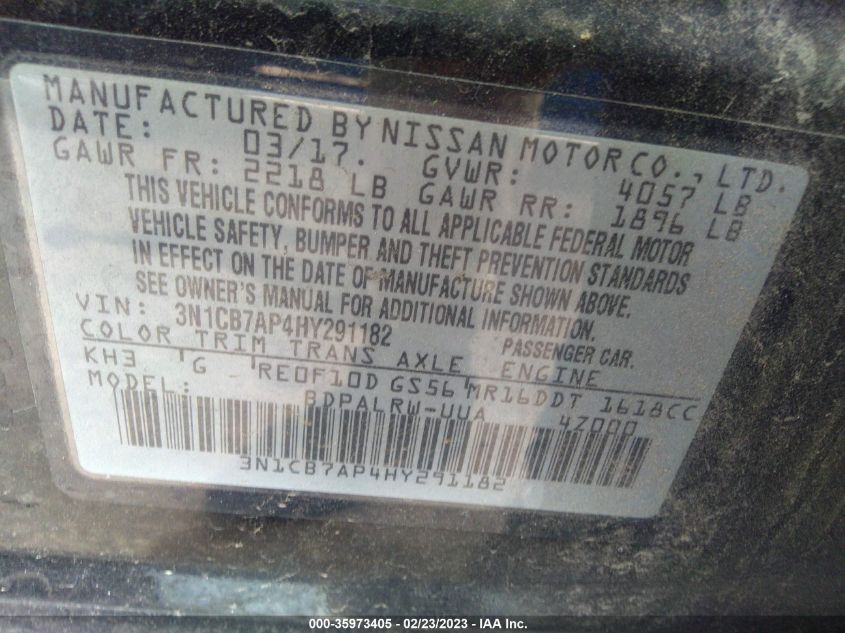 MANUFACTURED BY NISSAN MOTOR CO., LTD.
DATE: 03/17. GVWR: 4057 LB
GAWR FR: 2218 LB GAWR RR: 1896 LB
THIS VEHICLE CONFORMS TO ALL APPLICABLE FEDERAL MOTOR
VEHICLE SAFETY, BUMPER AND THEFT PREVENTION STANDARDS
IN EFFECT ON THE DATE OF MANUFACTURE SHOWN ABOVE.
SEE OWNER'S MANUAL FOR ADDITIONAL INFORMATION.
VIN: 3N1CB7AP4HY291182 PASSENGER CAR.
COLOR TRIM TRANS AXLE ENGINE
KH3 G RE0F10D GS56 MR16DDT 1618CC
MODEL: BDPALRW-UUA 4Z000
3N1CB7AP4HY291182
000-35973405 - 02/23/2023 - IAA Inc.